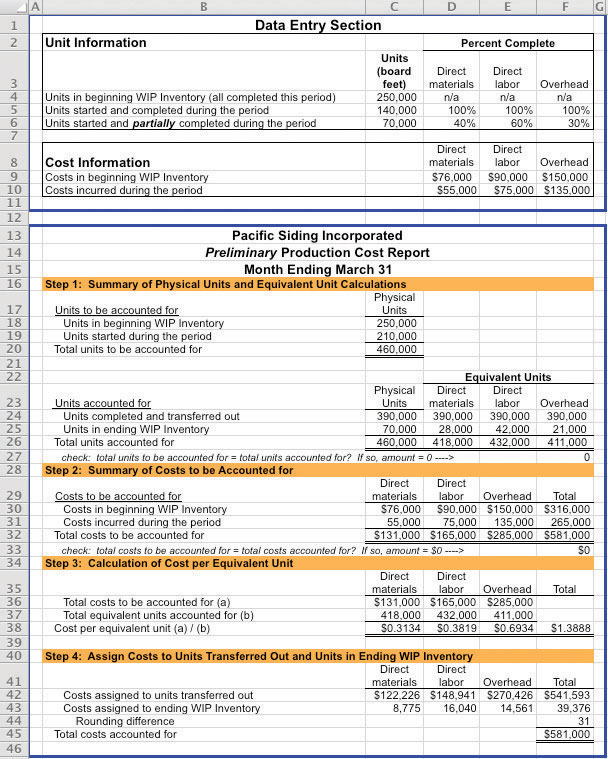 A B C D E F G
1 Data Entry Section
2 Unit Information Percent Complete
Units
(board Direct Direct
3 feet) materials labor Overhead
4 Units in beginning WIP Inventory (all completed this period) 250,000 n/a n/a n/a
5 Units started and completed during the period 140,000 100% 100% 100%
6 Units started and partially completed during the period 70,000 40% 60% 30%
7
Direct Direct
8 Cost Information materials labor Overhead
9 Costs in beginning WIP Inventory $76,000 $90,000 $150,000
10 Costs incurred during the period $55,000 $75,000 $135,000
11
12
13 Pacific Siding Incorporated
14 Preliminary Production Cost Report
15 Month Ending March 31
16 Step 1: Summary of Physical Units and Equivalent Unit Calculations
Physical
17 Units to be accounted for Units
18 Units in beginning WIP Inventory 250,000
19 Units started during the period 210,000
20 Total units to be accounted for 460,000
21
22 Equivalent Units
Physical Direct Direct
23 Units accounted for Units materials labor Overhead
24 Units completed and transferred out 390,000 390,000 390,000 390,000
25 Units in ending WIP Inventory 70,000 28,000 42,000 21,000
26 Total units accounted for 460,000 418,000 432,000 411,000
27 check: total units to be accounted for = total units accounted for? If so, amount = 0 ----> 0
28 Step 2: Summary of Costs to be Accounted for
Direct Direct
29 Costs to be accounted for materials labor Overhead Total
30 Costs in beginning WIP Inventory $76,000 $90,000 $150,000 $316,000
31 Costs incurred during the period 55,000 75,000 135,000 265,000
32 Total costs to be accounted for $131,000 $165,000 $285,000 $581,000
33 check: total costs to be accounted for = total costs accounted for? If so, amount = $0 ----> $0
34 Step 3: Calculation of Cost per Equivalent Unit
Direct Direct
35 materials labor Overhead Total
36 Total costs to be accounted for (a) $131,000 $165,000 $285,000
37 Total equivalent units accounted for (b) 418,000 432,000 411,000
38 Cost per equivalent unit (a) / (b) $0.3134 $0.3819 $0.6934 $1.3888
39
40 Step 4: Assign Costs to Units Transferred Out and Units in Ending WIP Inventory
Direct Direct
41 materials labor Overhead Total
42 Costs assigned to units transferred out $122,226 $148,941 $270,426 $541,593
43 Costs assigned to ending WIP Inventory 8,775 16,040 14,561 39,376
44 Rounding difference 31
45 Total costs accounted for $581,000
46